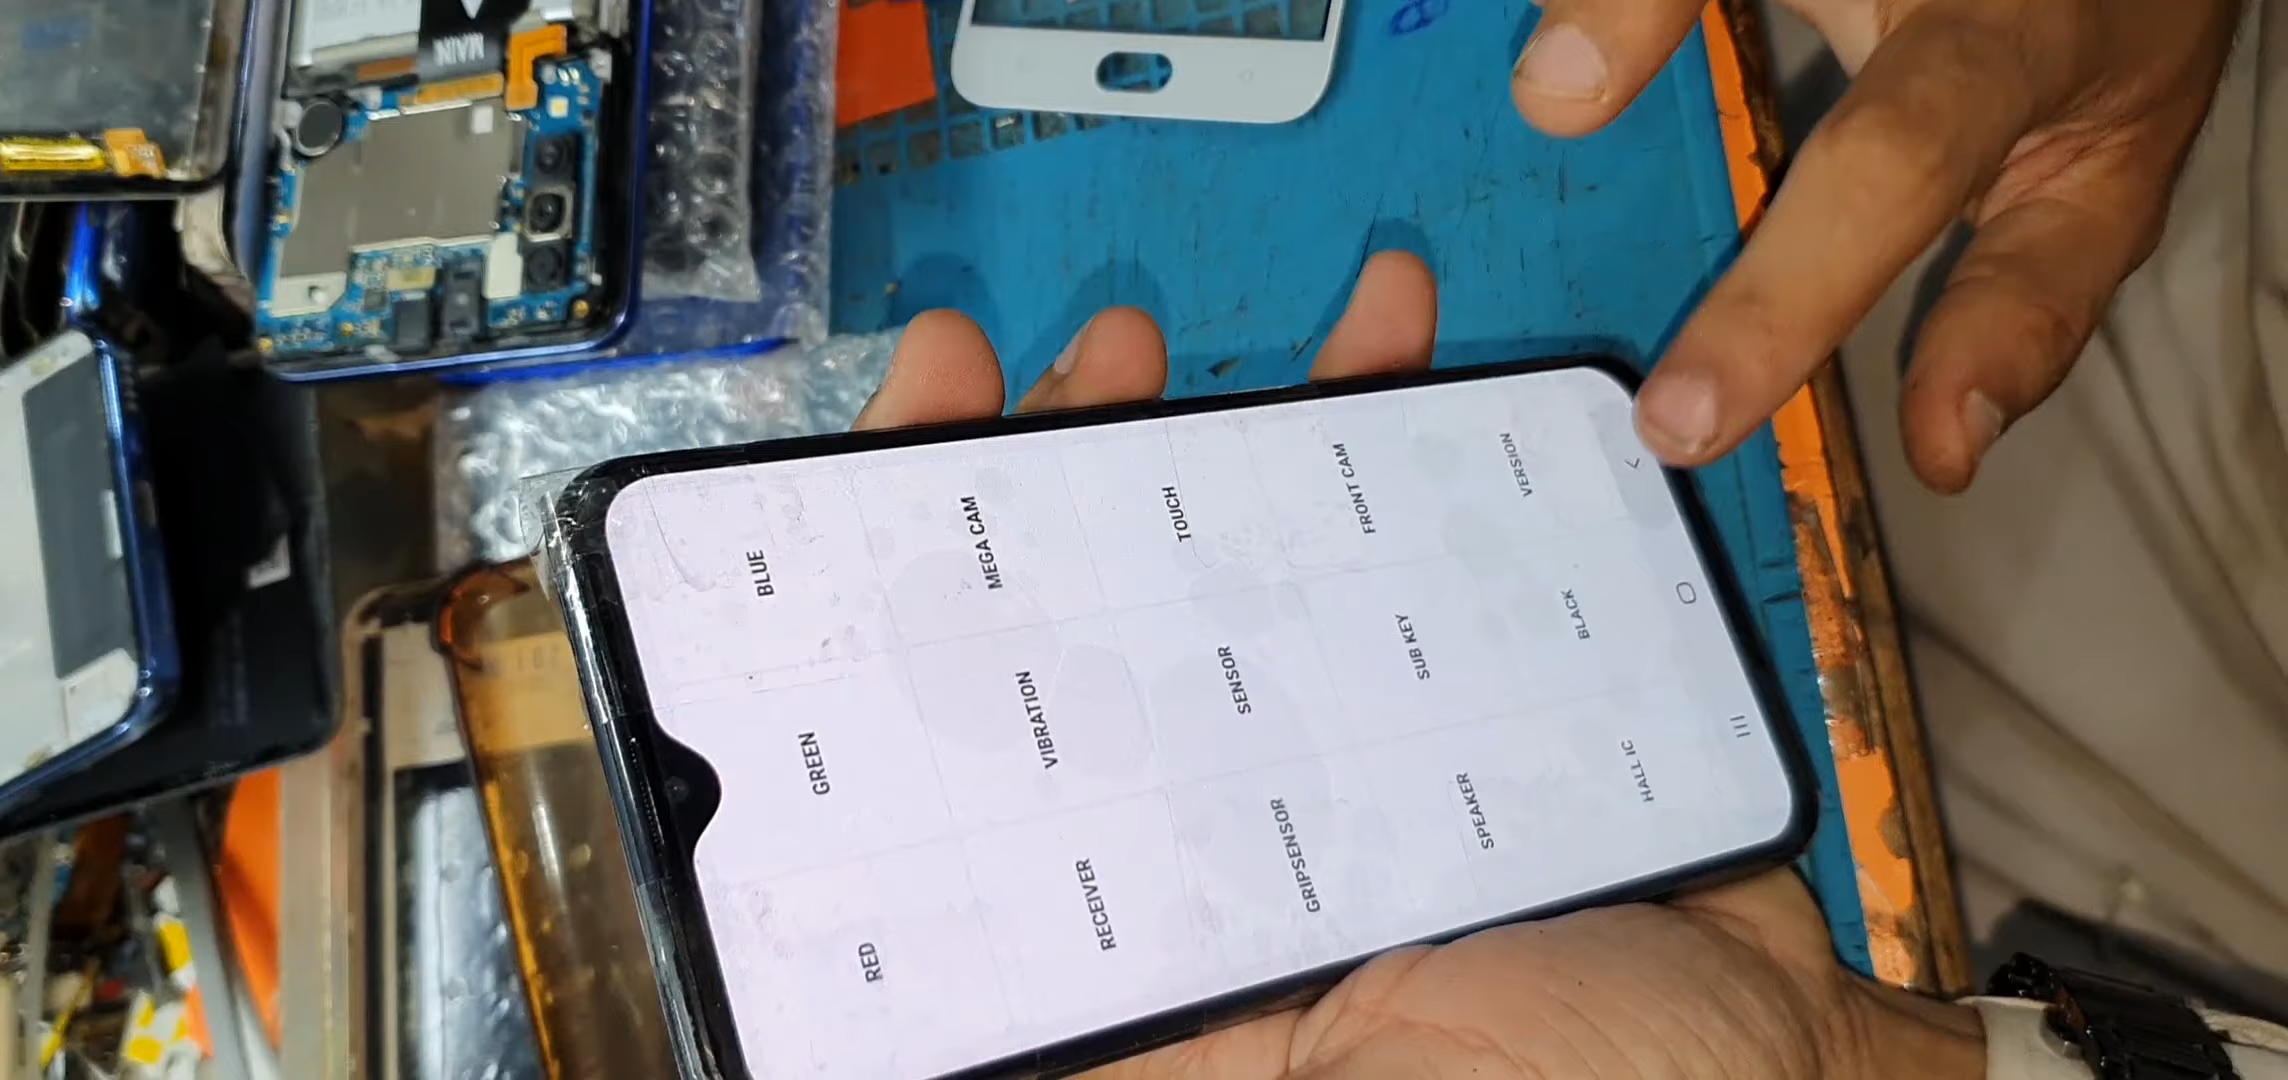 MAIN
RED GREEN BLUE
RECEIVER VIBRATION MEGA CAM
GRIPSENSOR SENSOR TOUCH
SPEAKER SUB KEY FRONT CAM
HALL IC BLACK VERSION